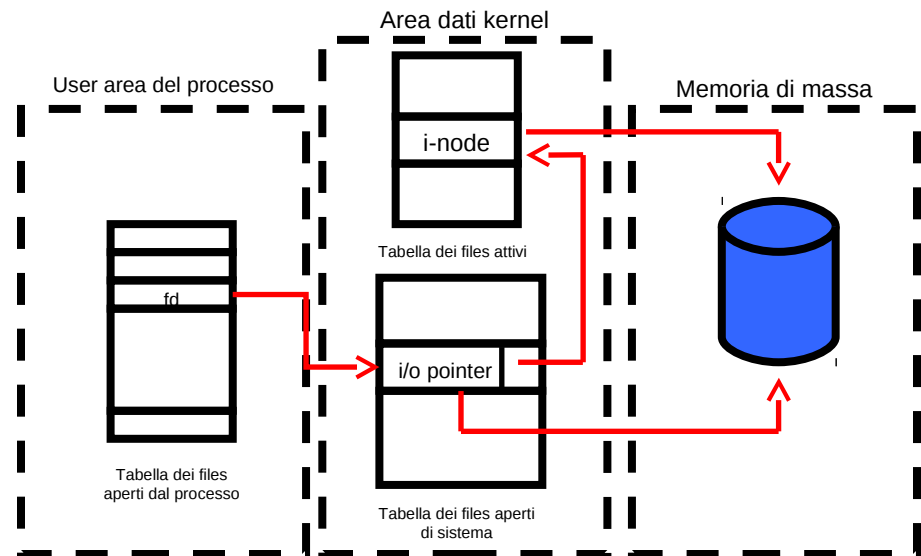 Area dati kernel
User area del processo
Memoria di massa
i-node
Tabella dei files attivi
fd
i/o pointer
Tabella dei files
aperti dal processo
Tabella dei files aperti
di sistema